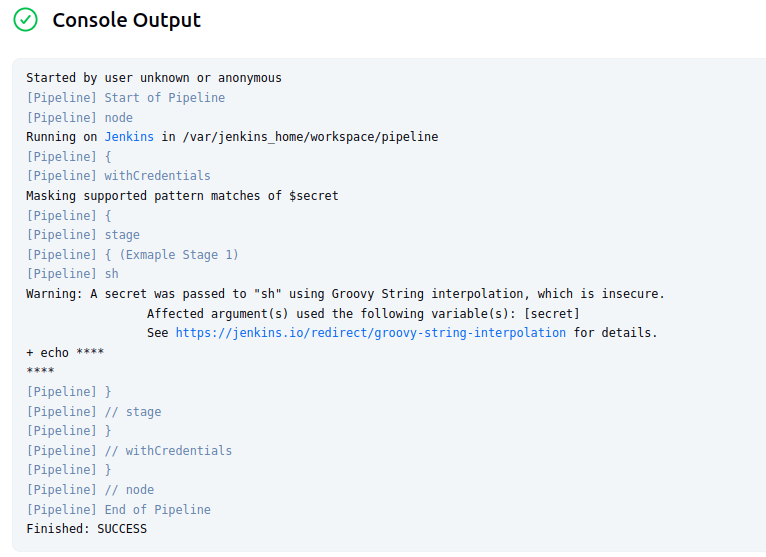 Console Output
Started by user unknown or anonymous
[Pipeline] Start of Pipeline
[Pipeline] node
Running on Jenkins in /var/jenkins_home/workspace/pipeline
[Pipeline] {
[Pipeline] withCredentials
Masking supported pattern matches of $secret
[Pipeline] {
[Pipeline] stage
[Pipeline] { (Exmaple Stage 1)
[Pipeline] sh
Warning: A secret was passed to "sh" using Groovy String interpolation, which is insecure.
Affected argument(s) used the following variable(s): [secret]
See https://jenkins.io/redirect/groovy-string-interpolation for details.
+ echo ****
****
[Pipeline] }
[Pipeline] // stage
[Pipeline] }
[Pipeline] // withCredentials
[Pipeline] }
[Pipeline] // node
[Pipeline] End of Pipeline
Finished: SUCCESS